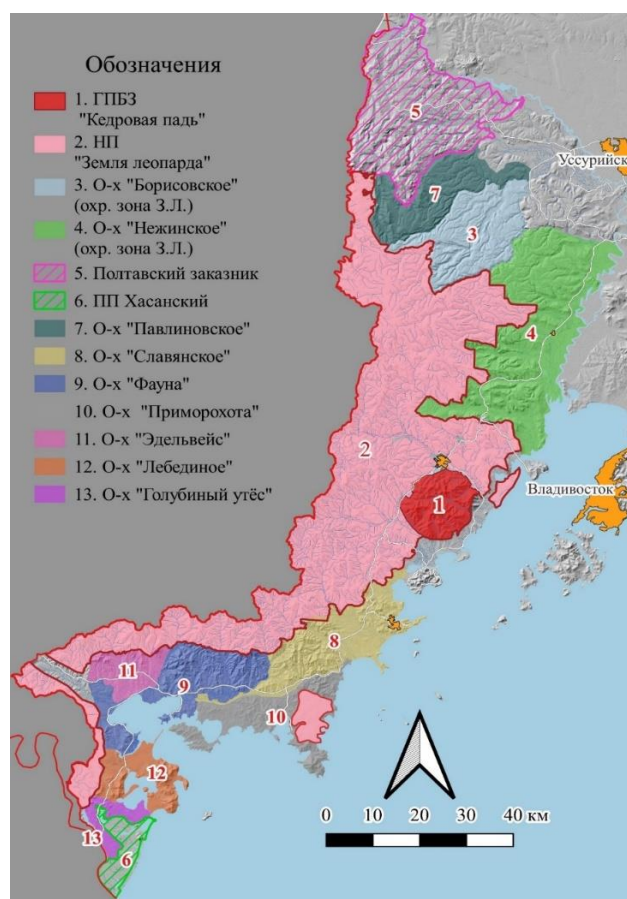 Обозначения
1. ГПБЗ
"Кедровая падь"
2. НП
"Земля леопарда"
3. О-х "Борисовское"
(охр. зона З.Л.)
4. О-х "Нежинское"
(охр. зона З.Л.)
5. Полтавский заказник
6. ПП Хасанский
7. О-х "Павлиновское"
8. О-х "Славянское"
9. О-х "Фауна"
10. О-х "Приморохота"
11. О-х "Эдельвейс"
12. О-х "Лебединое"
13. О-х "Голубиный утёс"
5
Уссурийск
7
3
4
2
Владивосток
1
8
11
9
10
12
13
6
0 10 20 30 40 км